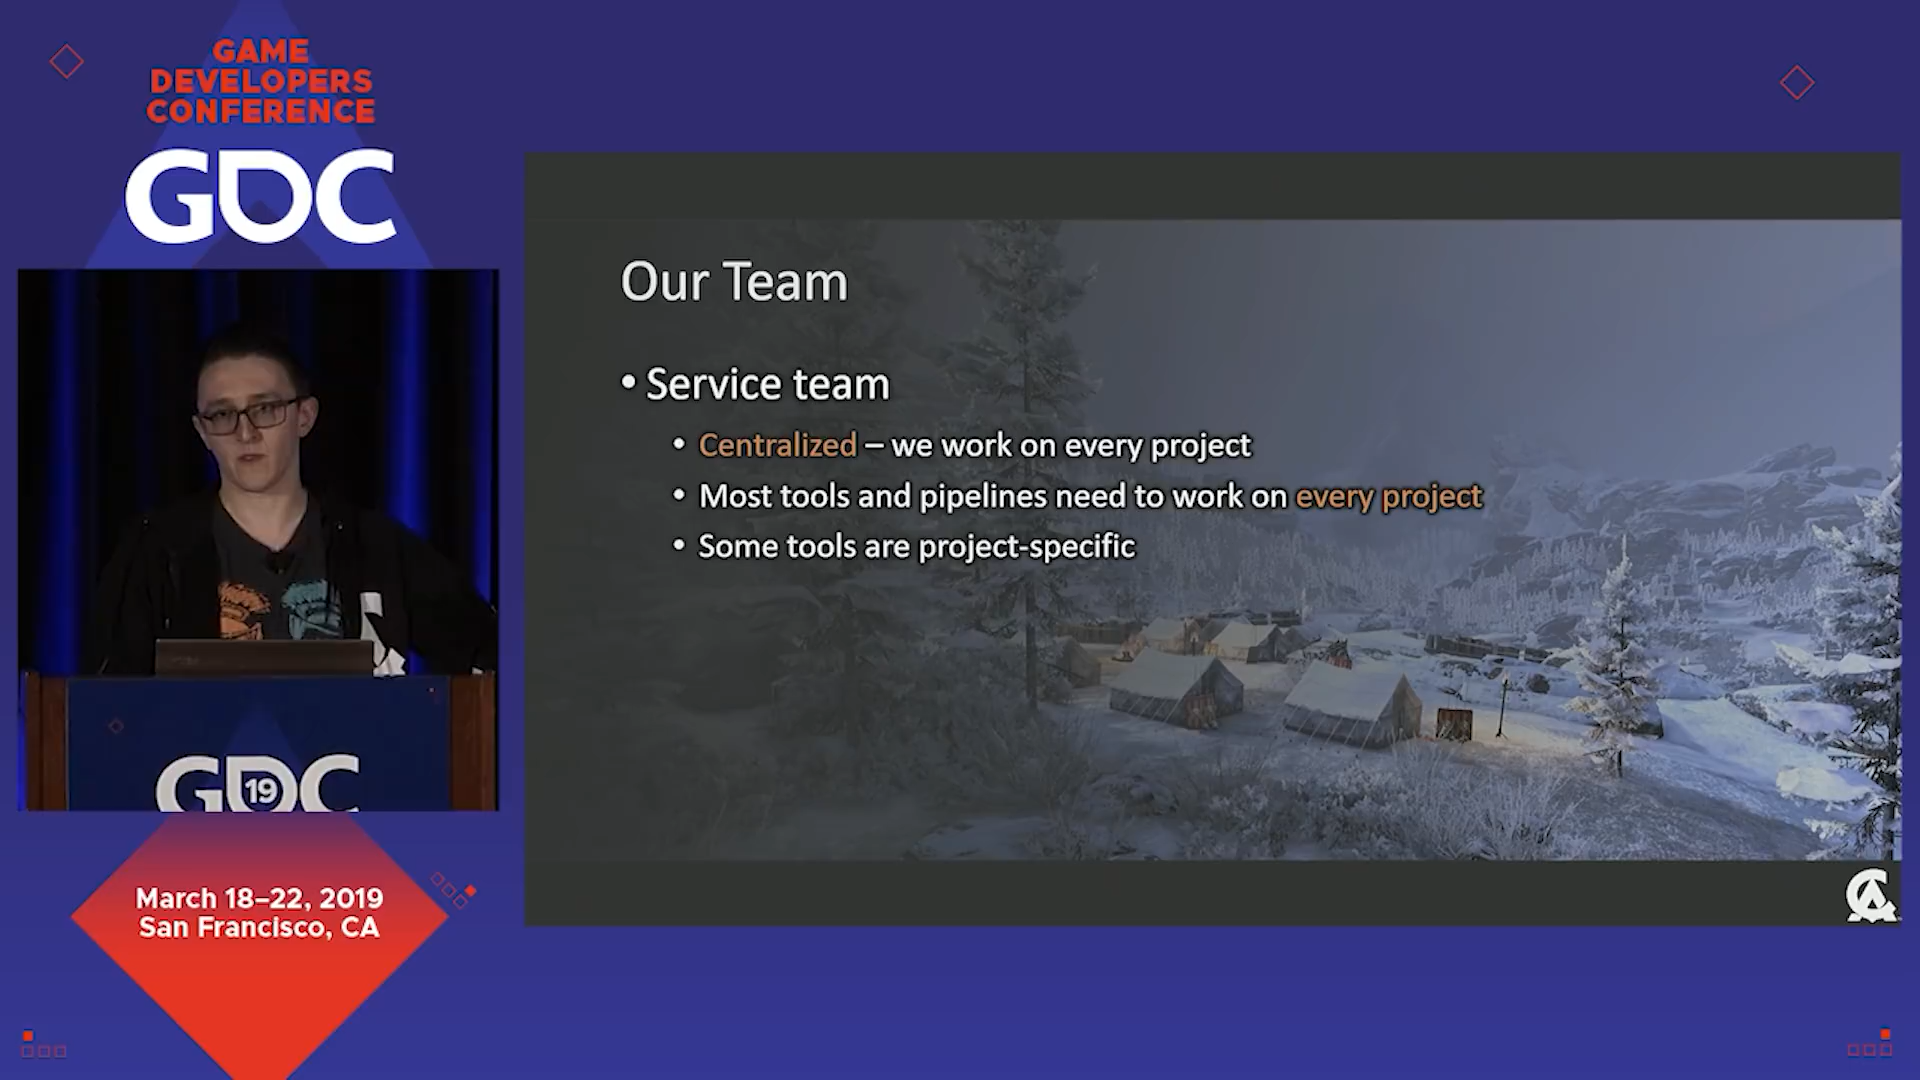 GAME
DEVELOPERS
CONFERENCE
GDC
Our Team
• Service team
• Centralized – we work on every project
• Most tools and pipelines need to work on every project
• Some tools are project-specific
GDC
19
March 18–22, 2019
San Francisco, CA